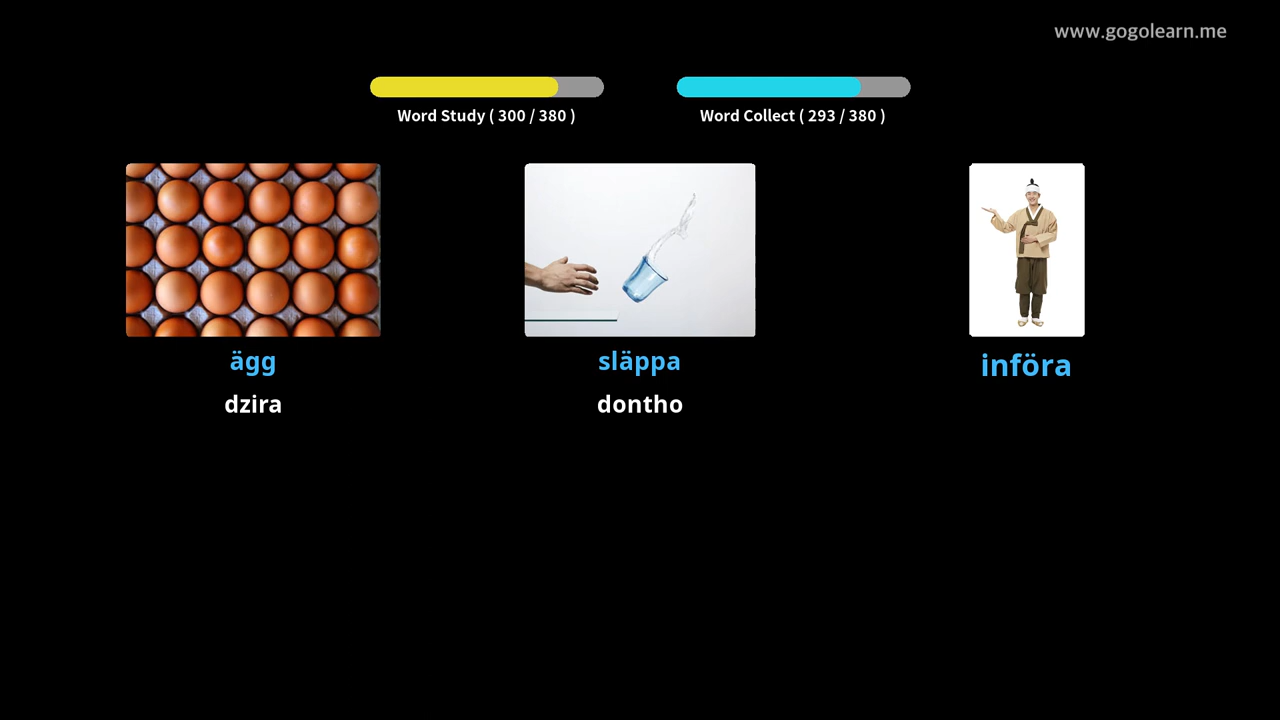 www.gogolearn.me
Word Study ( 300 / 380 )
Word Collect ( 293 / 380 )
ägg
släppa
införa
dzira
dontho